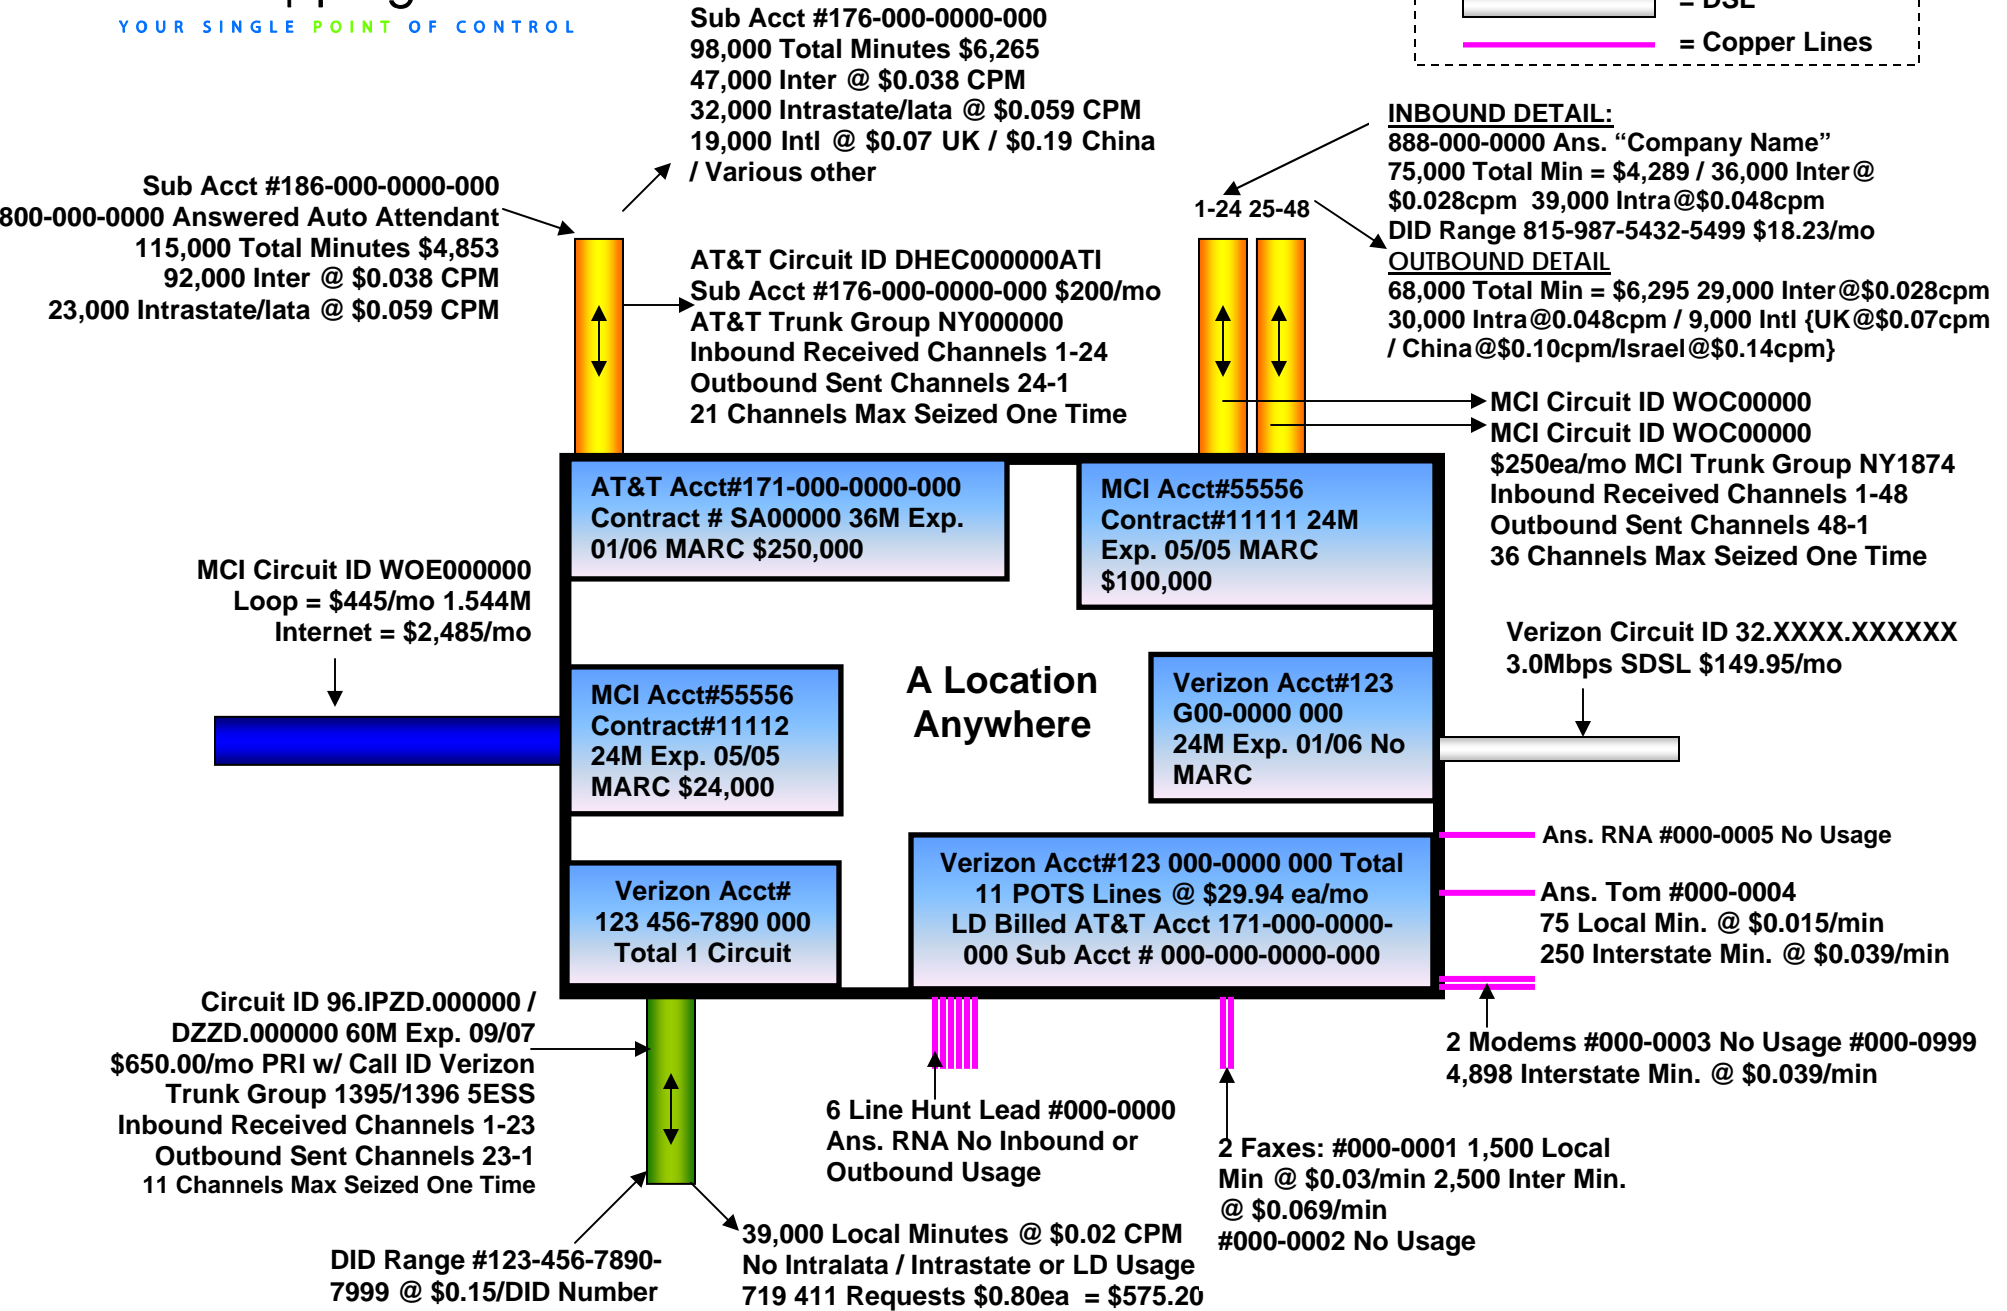 YOUR SINGLE POINT OF CONTROL
Sub Acct #176-000-0000-000
98,000 Total Minutes $6,265
47,000 Inter @ $0.038 CPM
32,000 Intrastate/lata @ $0.059 CPM
19,000 Intl @ $0.07 UK / $0.19 China
/ Various other
= DSL
= Copper Lines
Sub Acct #186-000-0000-000
800-000-0000 Answered Auto Attendant
115,000 Total Minutes $4,853
92,000 Inter @ $0.038 CPM
23,000 Intrastate/lata @ $0.059 CPM
AT&T Circuit ID DHEC000000ATI
Sub Acct #176-000-0000-000 $200/mo
AT&T Trunk Group NY000000
Inbound Received Channels 1-24
Outbound Sent Channels 24-1
21 Channels Max Seized One Time
1-24 25-48
INBOUND DETAIL:
888-000-0000 Ans. “Company Name”
75,000 Total Min = $4,289 / 36,000 Inter@
$0.028cpm 39,000 Intra@$0.048cpm
DID Range 815-987-5432-5499 $18.23/mo
OUTBOUND DETAIL
68,000 Total Min = $6,295 29,000 Inter@$0.028cpm
30,000 Intra@0.048cpm / 9,000 Intl {UK@$0.07cpm
/ China@$0.10cpm/Israel@$0.14cpm}
MCI Circuit ID WOC00000
MCI Circuit ID WOC00000
$250ea/mo MCI Trunk Group NY1874
Inbound Received Channels 1-48
Outbound Sent Channels 48-1
36 Channels Max Seized One Time
AT&T Acct#171-000-0000-000
Contract # SA00000 36M Exp.
01/06 MARC $250,000
MCI Acct#55556
Contract#11111 24M
Exp. 05/05 MARC
$100,000
MCI Circuit ID WOE000000
Loop = $445/mo 1.544M
Internet = $2,485/mo
MCI Acct#55556
Contract#11112
24M Exp. 05/05
MARC $24,000
A Location
Anywhere
Verizon Acct#123
G00-0000 000
24M Exp. 01/06 No
MARC
Verizon Circuit ID 32.XXXX.XXXXXX
3.0Mbps SDSL $149.95/mo
Verizon Acct#
123 456-7890 000
Total 1 Circuit
Verizon Acct#123 000-0000 000 Total
11 POTS Lines @ $29.94 ea/mo
LD Billed AT&T Acct 171-000-0000-
000 Sub Acct # 000-000-0000-000
Ans. RNA #000-0005 No Usage
Ans. Tom #000-0004
75 Local Min. @ $0.015/min
250 Interstate Min. @ $0.039/min
2 Modems #000-0003 No Usage #000-0999
4,898 Interstate Min. @ $0.039/min
Circuit ID 96.IPZD.000000 /
DZZD.000000 60M Exp. 09/07
$650.00/mo PRI w/ Call ID Verizon
Trunk Group 1395/1396 5ESS
Inbound Received Channels 1-23
Outbound Sent Channels 23-1
11 Channels Max Seized One Time
6 Line Hunt Lead #000-0000
Ans. RNA No Inbound or
Outbound Usage
2 Faxes: #000-0001 1,500 Local
Min @ $0.03/min 2,500 Inter Min.
@ $0.069/min
#000-0002 No Usage
DID Range #123-456-7890-
7999 @ $0.15/DID Number
39,000 Local Minutes @ $0.02 CPM
No Intralata / Intrastate or LD Usage
719 411 Requests $0.80ea = $575.20